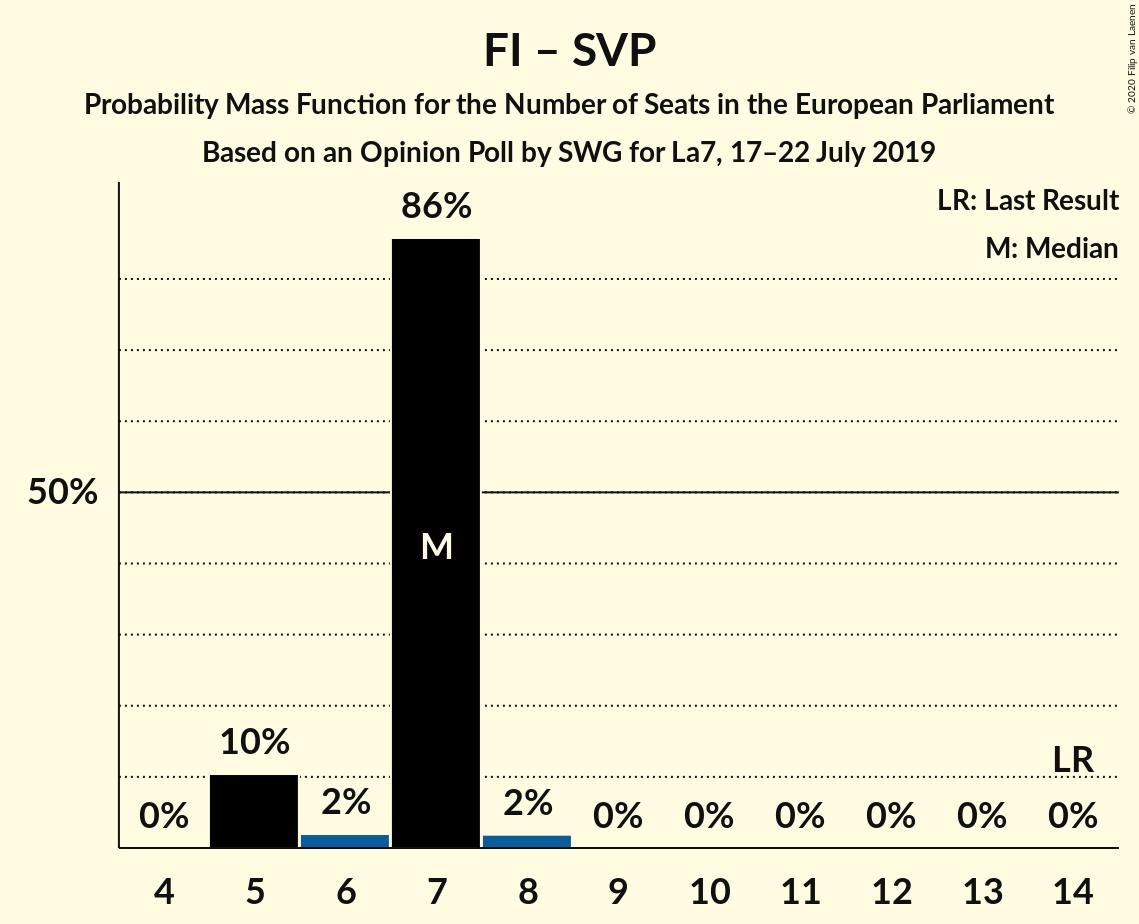 FI – SVP
Probability Mass Function for the Number of Seats in the European Parliament
Based on an Opinion Poll by SWG for La7, 17–22 July 2019
© 2020 Filip van Laenen
LR: Last Result
M: Median
86%
50%
M
10%
LR
0%
2%
2%
0%
0%
0%
0%
0%
0%
4 5 6 7 8 9 10 11 12 13 14